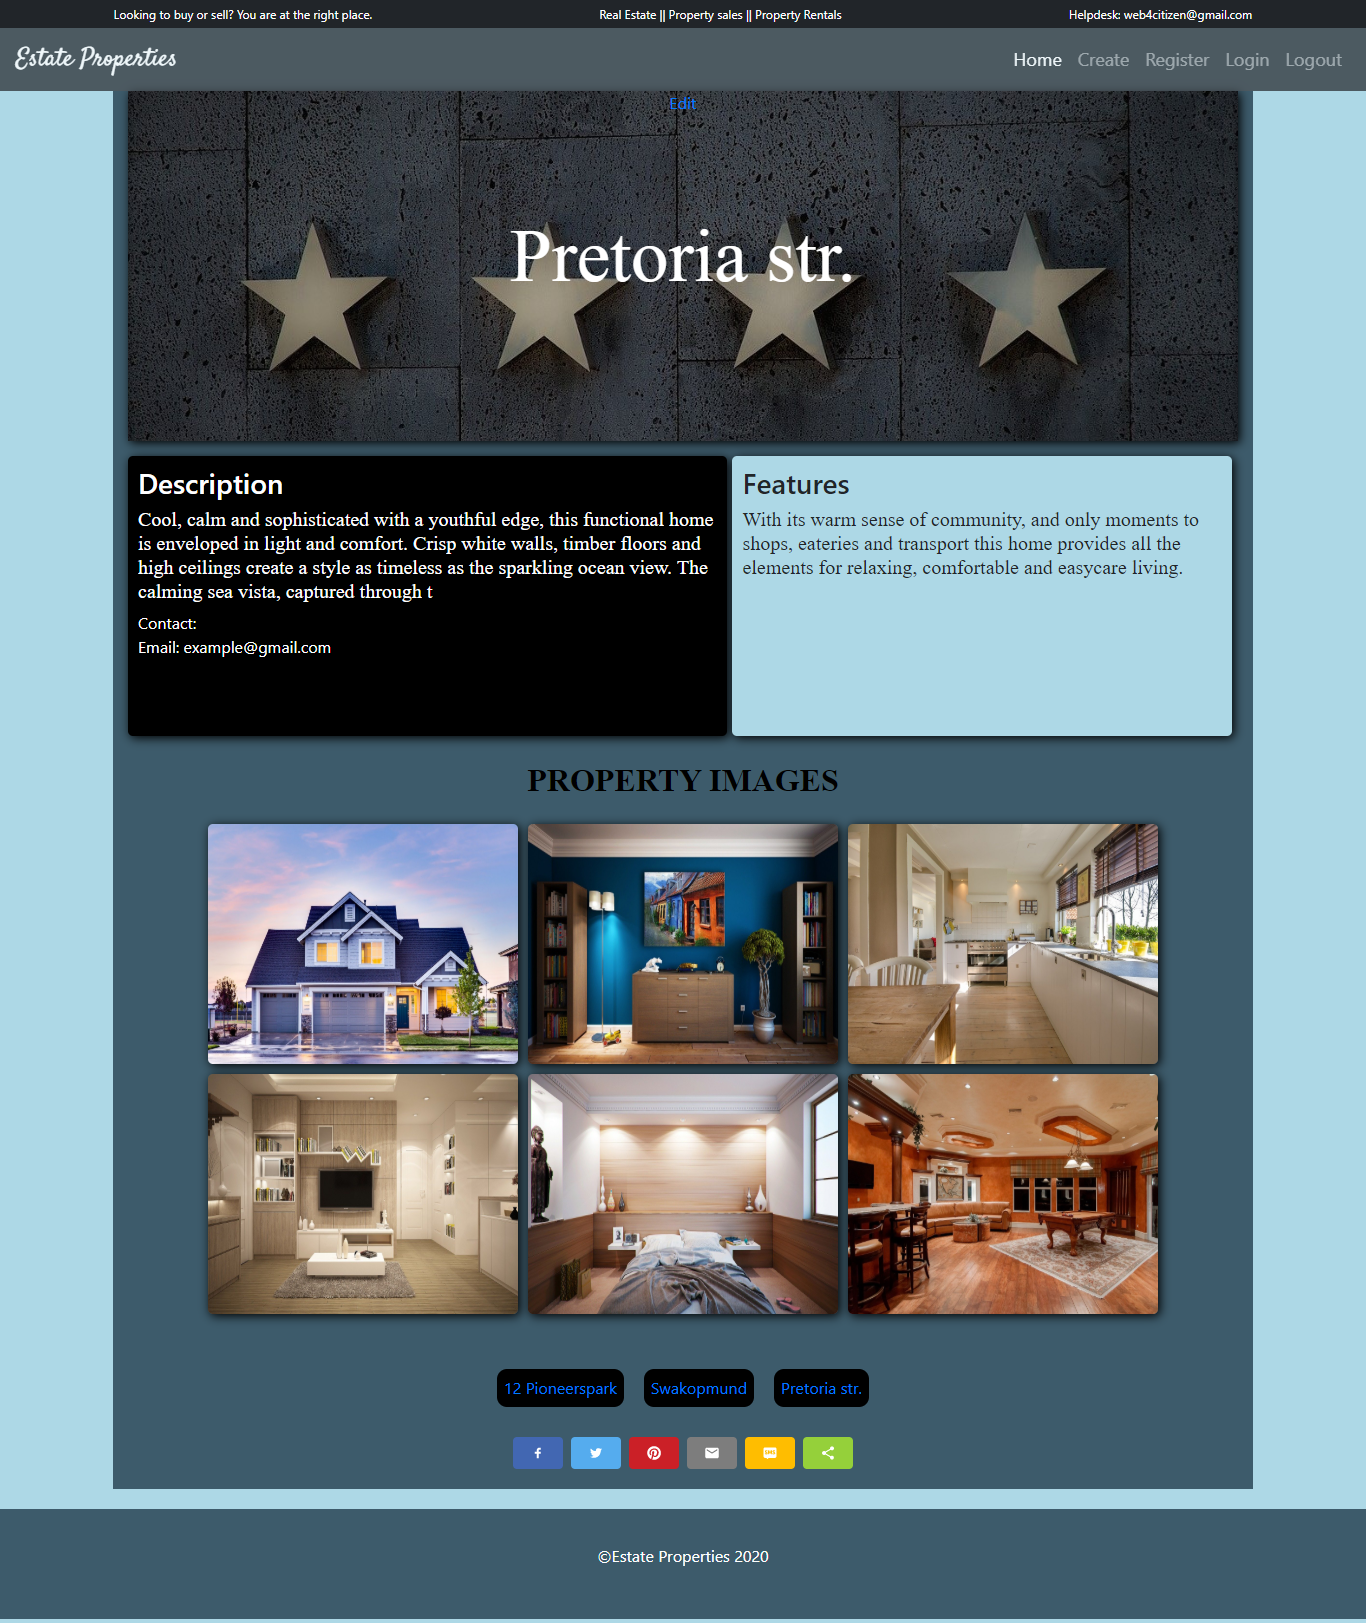 Looking to buy or sell? You are at the right place.
Real Estate || Property sales || Property Rentals
Helpdesk: web4citizen@gmail.com
Estate Properties
Home
Create
Register
Login
Logout
Edit
Pretoria str.
Description
Cool, calm and sophisticated with a youthful edge, this functional home
is enveloped in light and comfort. Crisp white walls, timber floors and
high ceilings create a style as timeless as the sparkling ocean view. The
calming sea vista, captured through t
Contact:
Email: example@gmail.com
Features
With its warm sense of community, and only moments to
shops, eateries and transport this home provides all the
elements for relaxing, comfortable and easycare living.
PROPERTY IMAGES
12 Pioneerspark
Swakopmund
Pretoria str.
©Estate Properties 2020